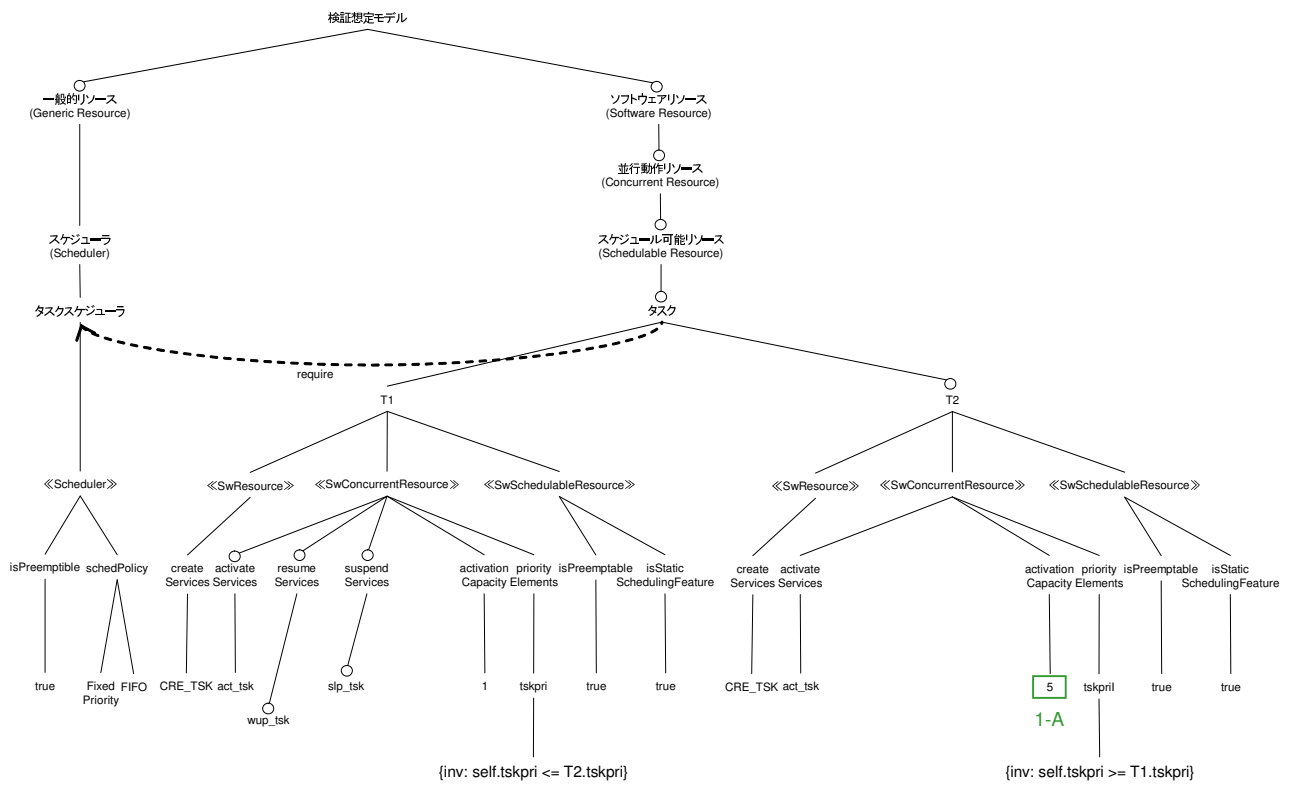 検証想定モデル
一般的リソース
(Generic Resource)
ソフトウェアリソース
(Software Resource)
並行動作リソース
(Concurrent Resource)
スケジューラ
(Scheduler)
スケジュール可能リソース
(Schedulable Resource)
タスクスケジューラ
タスク
require
T1
T2
≪Scheduler≫
≪SwResource≫
≪SwConcurrentResource≫
≪SwSchedulableResource≫
≪SwResource≫
≪SwConcurrentResource≫
≪SwSchedulableResource≫
isPreemptible
schedPolicy
create
Services
activate
Services
resume
Services
suspend
Services
activation
Capacity
priority
Elements
isPreemptable
isStatic
SchedulingFeature
create
Services
activate
Services
activation
Capacity
priority
Elements
isPreemptable
isStatic
SchedulingFeature
true
Fixed
Priority
FIFO
CRE_TSK
act_tsk
wup_tsk
slp_tsk
1
tskpri
true
true
CRE_TSK
act_tsk
5
tskpriI
true
true
1-A
{inv: self.tskpri <= T2.tskpri}
{inv: self.tskpri >= T1.tskpri}